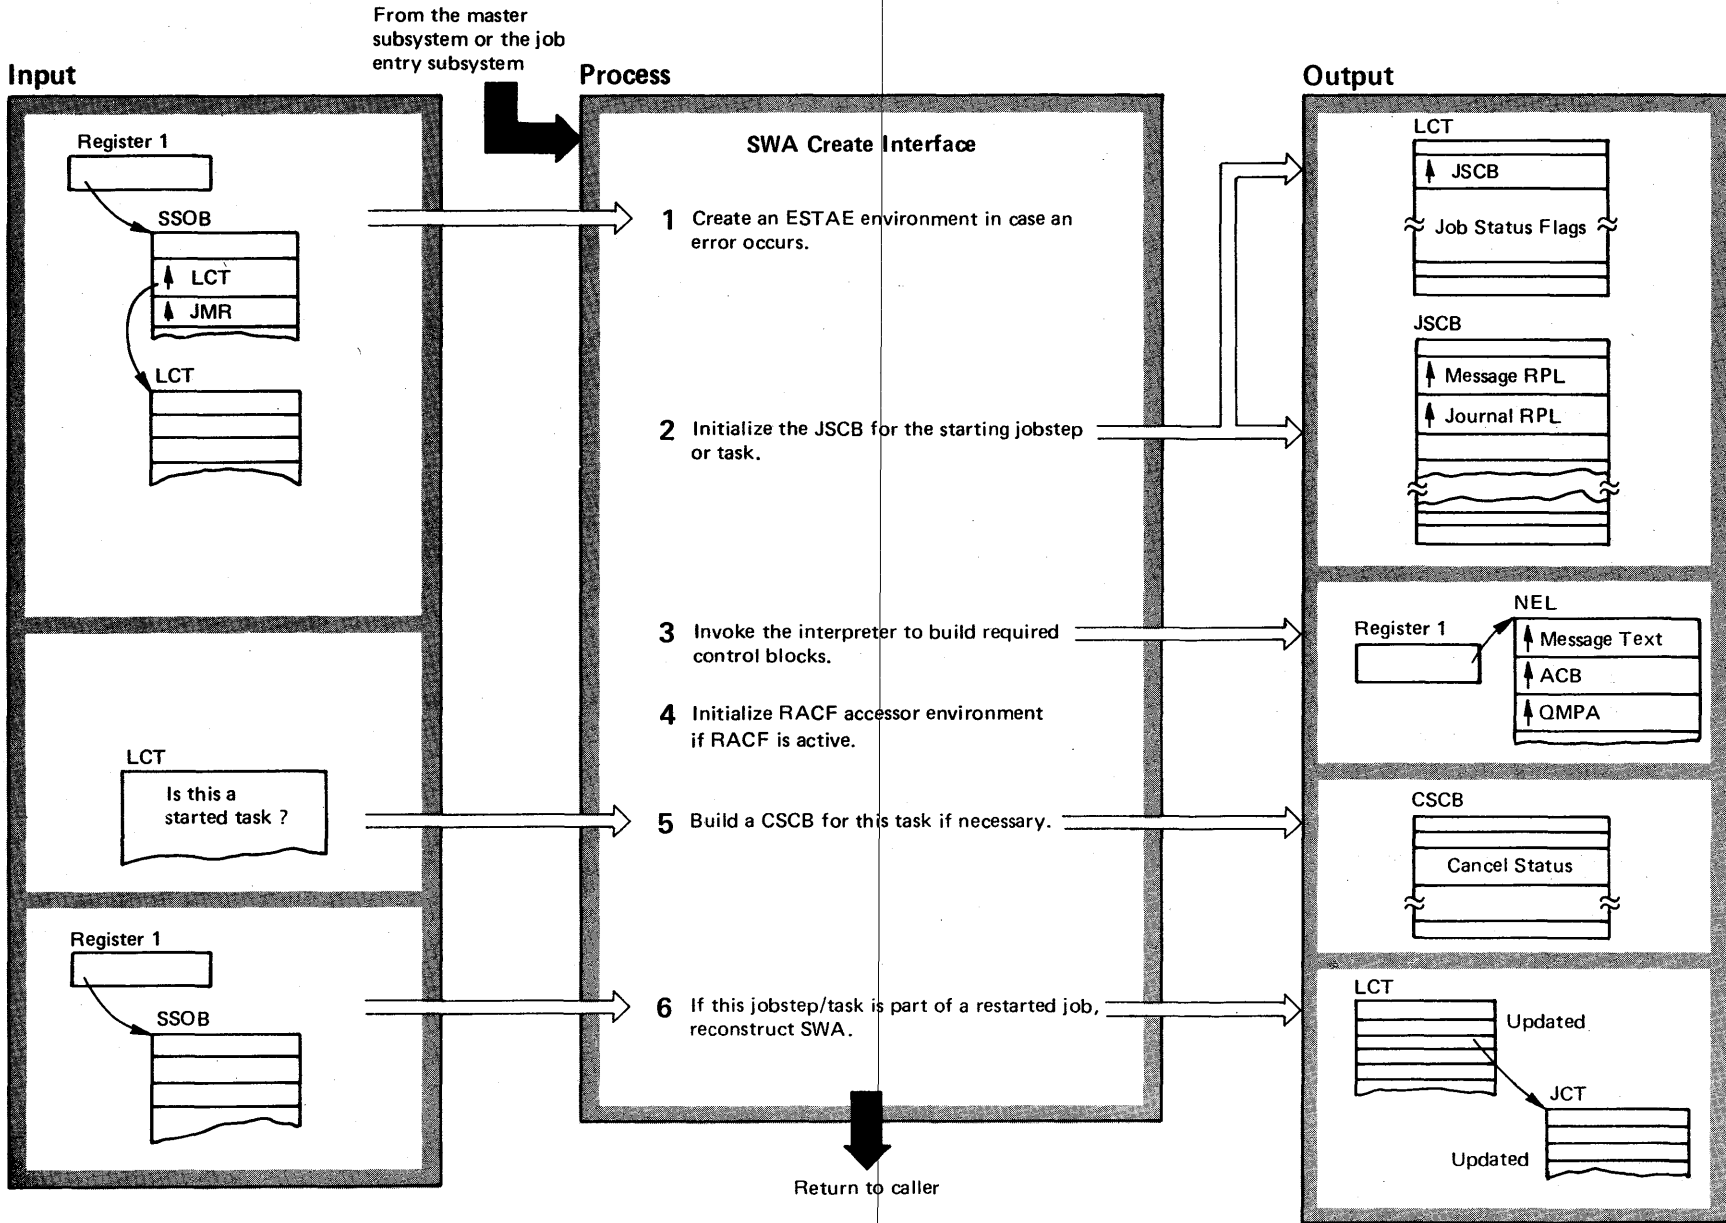 From the master
subsystem or the job
entry subsystem
Input
Process
Output
Register 1
SSOB
LCT
JMR
LCT
SWA Create Interface
1 Create an ESTAE environment in case an
error occurs.
2 Initialize the JSCB for the starting jobstep
or task.
LCT
JSCB
Job Status Flags
JSCB
Message RPL
Journal RPL
3 Invoke the interpreter to build required
control blocks.
4 Initialize RACF accessor environment
if RACF is active.
Register 1
NEL
Message Text
ACB
QMPA
LCT
Is this a
started task ?
5 Build a CSCB for this task if necessary.
CSCB
Cancel Status
Register 1
SSOB
6 If this jobstep/task is part of a restarted job,
reconstruct SWA.
LCT
Updated
JCT
Updated
Return to caller